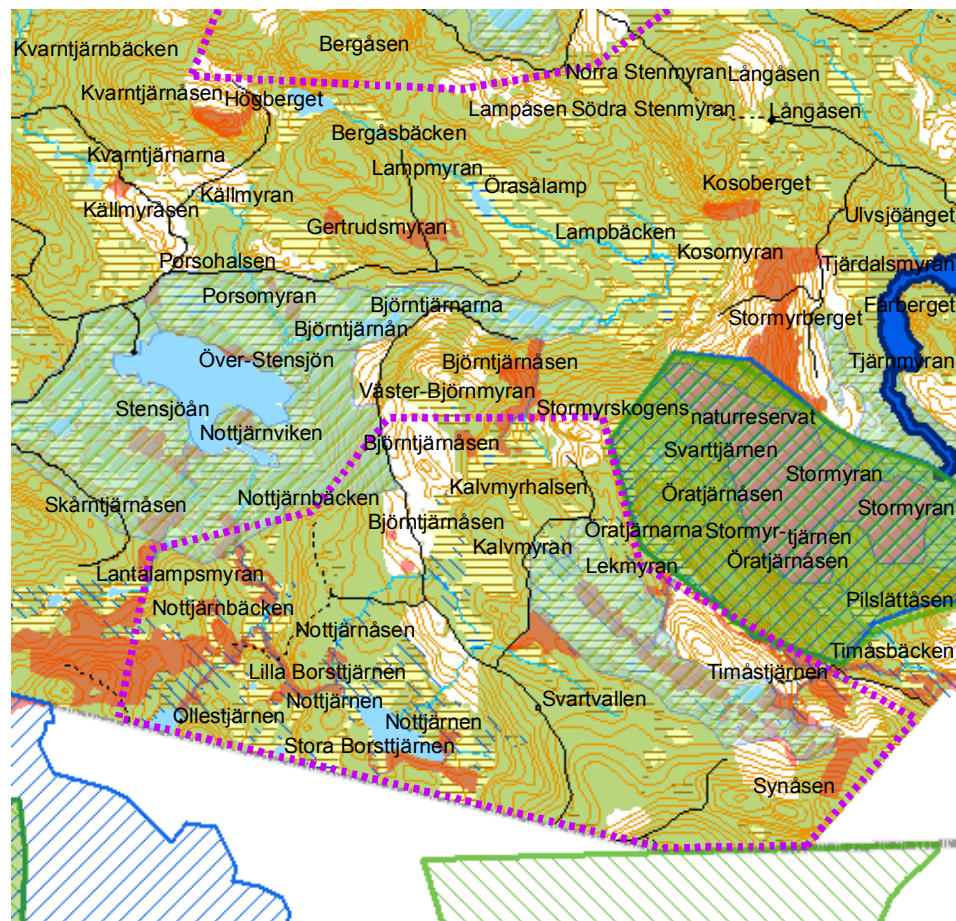 Bergåsen
Kvarntjärnbäcken
Norra Stenmyran
Långåsen
Kvarntjärnåsen
Högberget
Lampåsen
Södra Stenmyran
Långåsen
Bergåsbäcken
Kvarntjärnarna
Lampmyran
Örasålamp
Kosoberget
Källmyran
Källmyråsen
Gertrudsmyran
Lampbäcken
Ulvsjöänget
Kosomyran
Porsohalsen
Tjärdalsmyran
Porsomyran
Björntjärnarna
Färberget
Björntjärnån
Stormyrberget
Över-Stensjön
Björntjärnåsen
Tjärnmyran
Väster-Björnmyran
Stensjöån
Stormyrskogens
naturreservat
Nottjärnviken
Björntjärnåsen
Svarttjärnen
Stormyran
Kalvmyrhalsen
Öratjärnåsen
Skårntjärnåsen
Nottjärnbäcken
Stormyran
Björntjärnåsen
Öratjärnarna
Stormyr-tjärnen
Kalvmyran
Öratjärnåsen
Lekmyran
Lantalampsmyran
Nottjärnbäcken
Pilslättåsen
Nottjärnåsen
Timåsbäcken
Lilla Borsttjärnen
Timåstjärnen
Nottjärnen
Svartvallen
Ollestjärnen
Nottjärnen
Stora Borsttjärnen
Synåsen